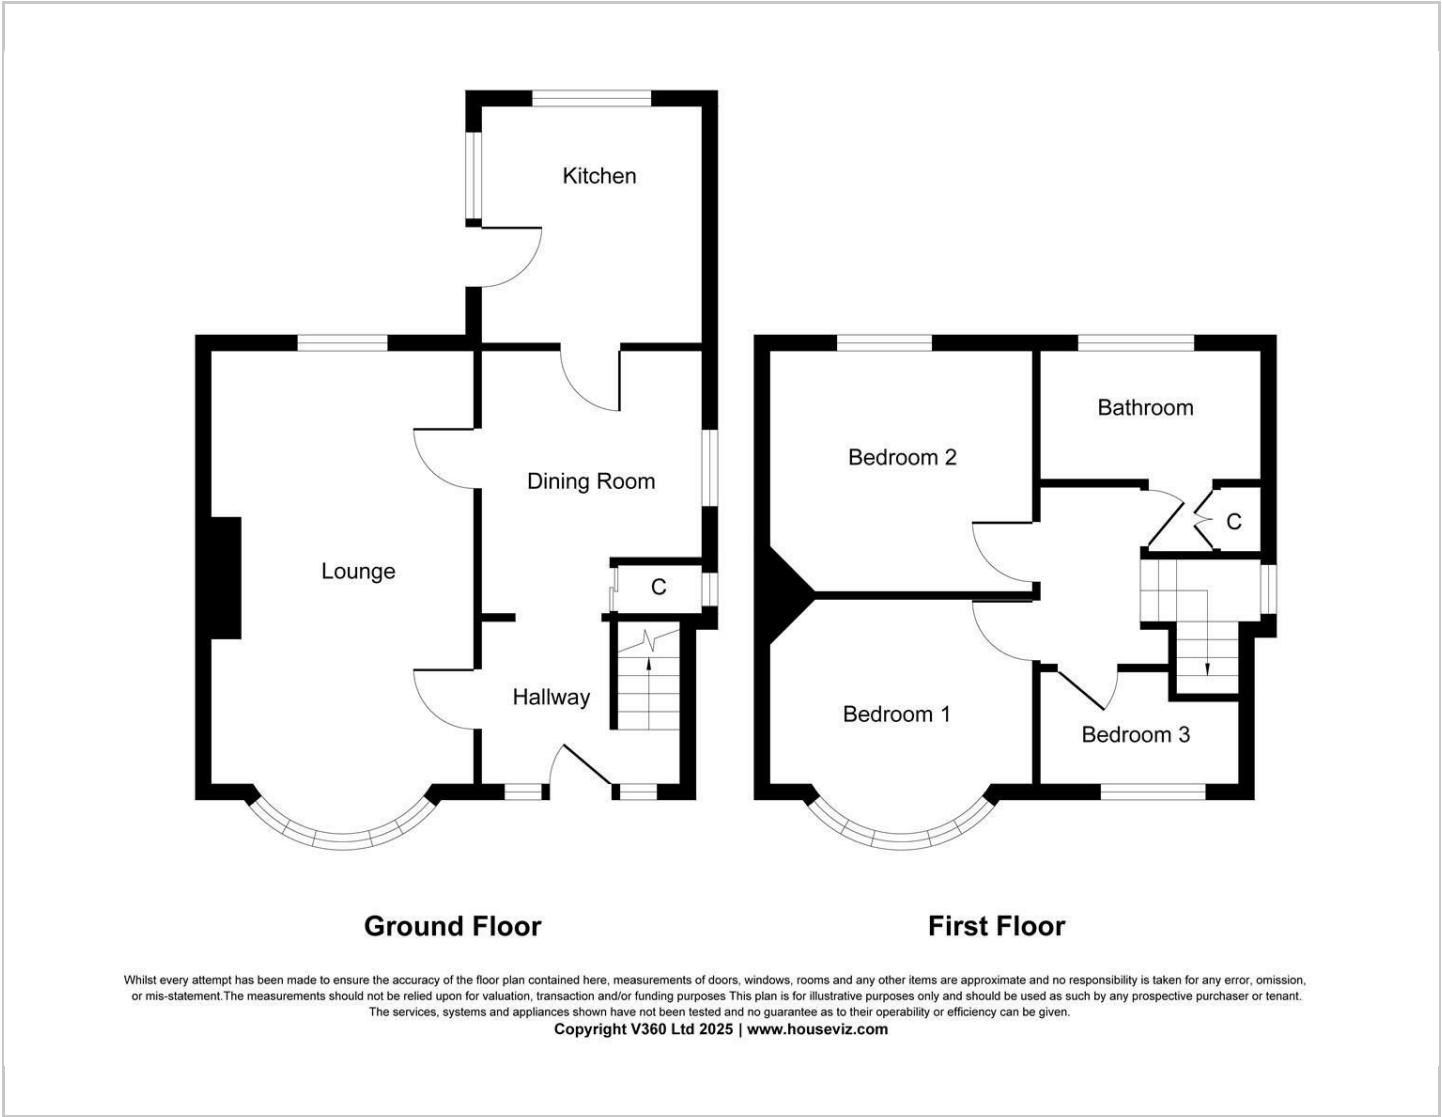 Kitchen
Dining Room
Lounge
C
Hallway
Bathroom
Bedroom 2
C
Bedroom 1
Bedroom 3
Ground Floor
First Floor
Whilst every attempt has been made to ensure the accuracy of the floor plan contained here, measurements of doors, windows, rooms and any other items are approximate and no responsibility is taken for any error, omission,
or mis-statement.The measurements should not be relied upon for valuation, transaction and/or funding purposes This plan is for illustrative purposes only and should be used as such by any prospective purchaser or tenant.
The services, systems and appliances shown have not been tested and no guarantee as to their operability or efficiency can be given.
Copyright V360 Ltd 2025 | www.houseviz.com